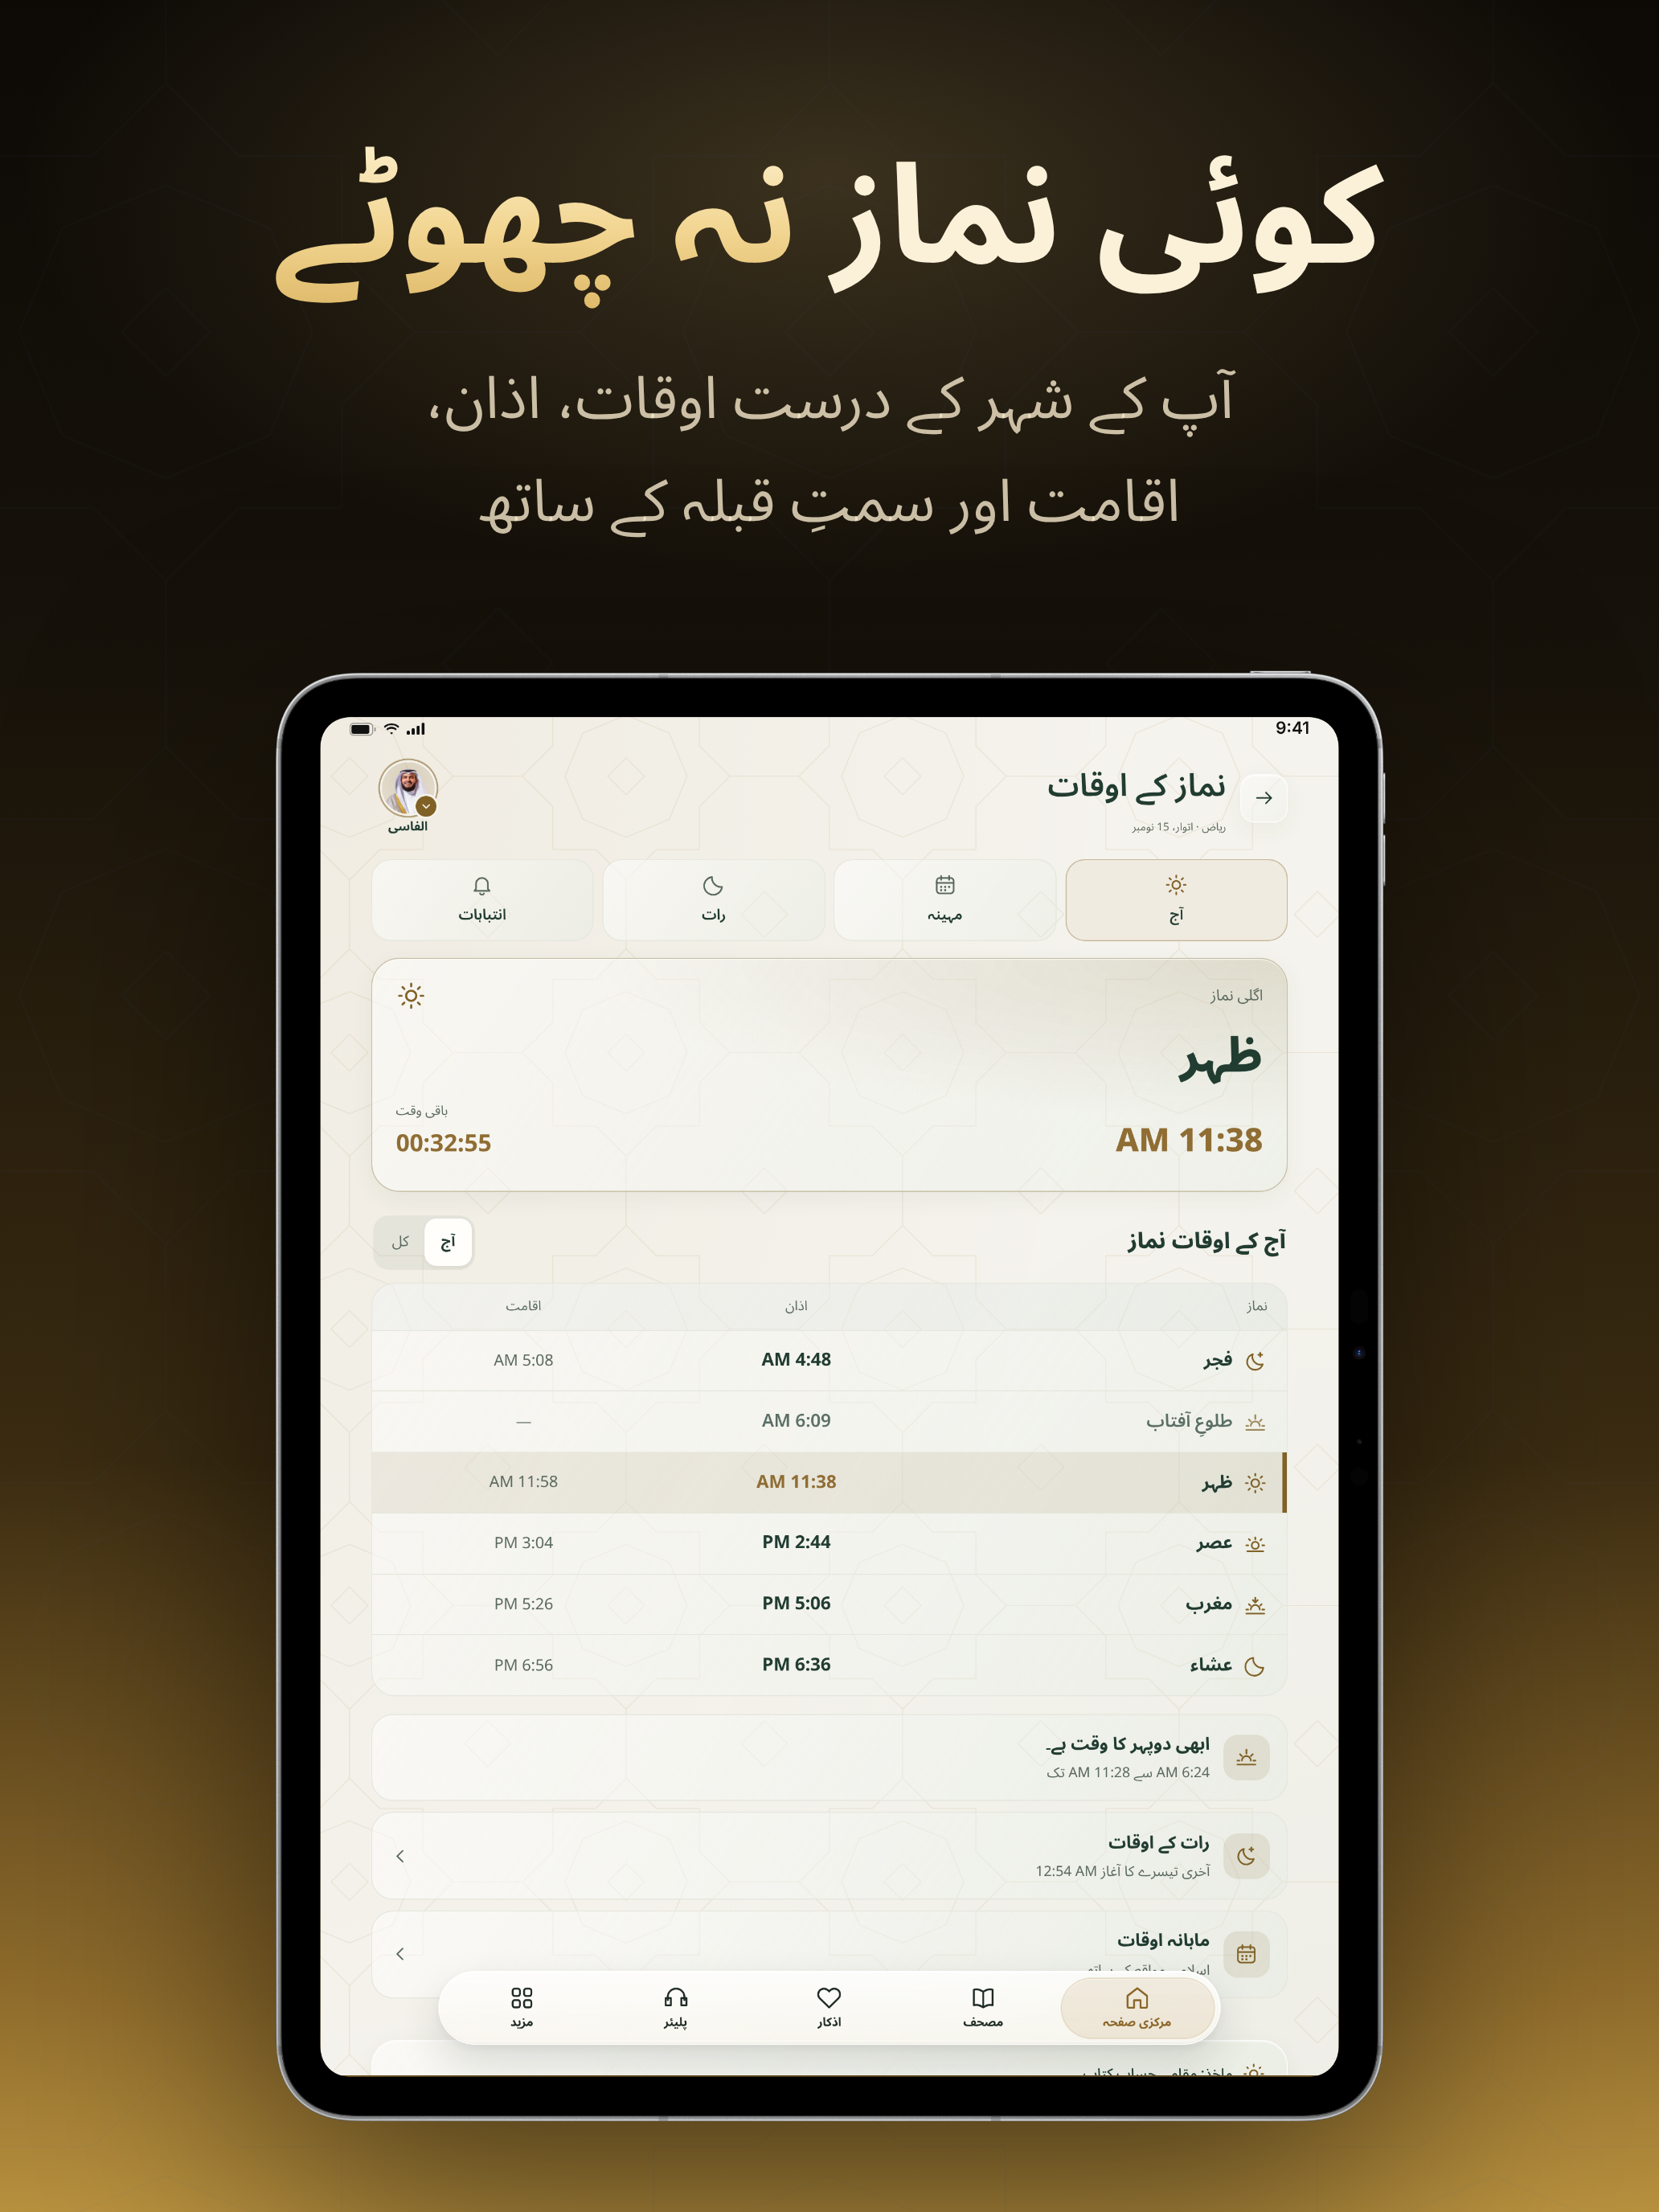 کوئی نماز نہ چھوٹے
آپ کے شہر کے درست اوقات، اذان،
اقامت اور سمتِ قبلہ کے ساتھ
9:41
نماز کے اوقات
ریاض · اتوار، 15 نومبر
الفاسی
آج
مہینہ
رات
انتباہات
اگلی نماز
ظہر
باقی وقت
11:38 AM
00:32:55
آج کے اوقات نماز
آج
کل
نماز اذان اقامت
فجر 4:48 AM 5:08 AM
طلوعِ آفتاب 6:09 AM —
ظہر 11:38 AM 11:58 AM
عصر 2:44 PM 3:04 PM
مغرب 5:06 PM 5:26 PM
عشاء 6:36 PM 6:56 PM
ابھی دوپہر کا وقت ہے۔
6:24 AM سے 11:28 AM تک
رات کے اوقات
آخری تیسرے کا آغاز 12:54 AM
ماہانہ اوقات
مرکزی صفحہ
مصحف
اذکار
پلیئر
مزید